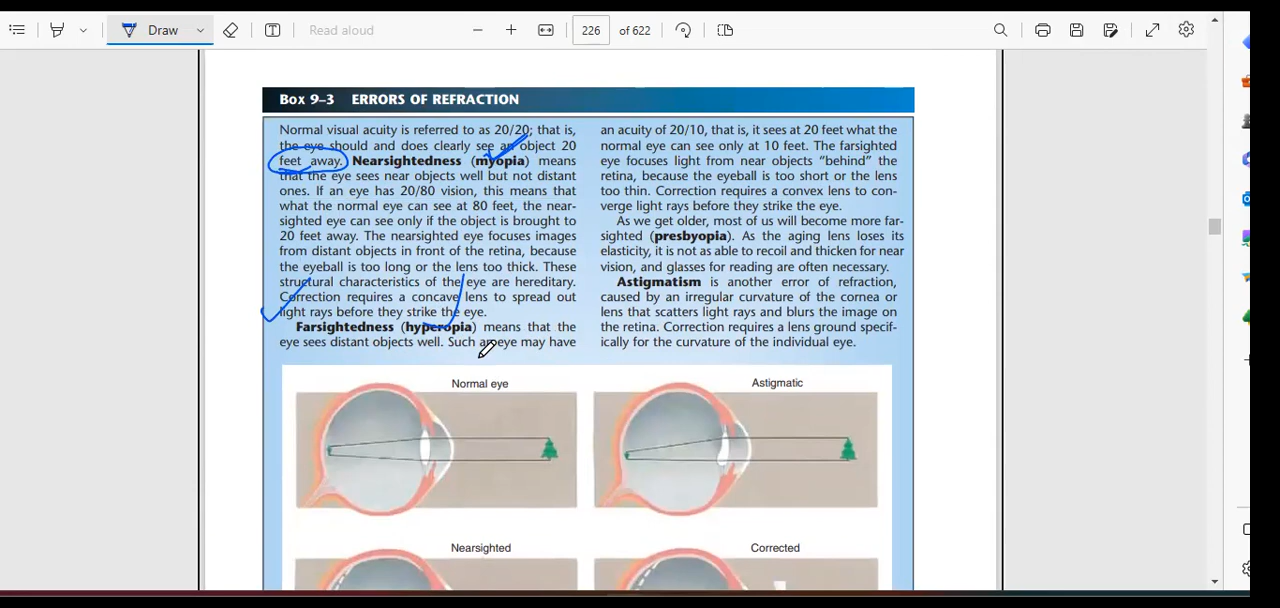 Draw
Read aloud
226
of 622
Box 9–3 ERRORS OF REFRACTION
Normal visual acuity is referred to as 20/20; that is,
the eye should and does clearly see an object 20
feet away. Nearsightedness (myopia) means
that the eye sees near objects well but not distant
ones. If an eye has 20/80 vision, this means that
what the normal eye can see at 80 feet, the near-
sighted eye can see only if the object is brought to
20 feet away. The nearsighted eye focuses images
from distant objects in front of the retina, because
the eyeball is too long or the lens too thick. These
structural characteristics of the eye are hereditary.
Correction requires a concave lens to spread out
light rays before they strike the eye.
Farsightedness (hyperopia) means that the
eye sees distant objects well. Such an eye may have
an acuity of 20/10, that is, it sees at 20 feet what the
normal eye can see only at 10 feet. The farsighted
eye focuses light from near objects “behind” the
retina, because the eyeball is too short or the lens
too thin. Correction requires a convex lens to con-
verge light rays before they strike the eye.
As we get older, most of us will become more far-
sighted (presbyopia). As the aging lens loses its
elasticity, it is not as able to recoil and thicken for near
vision, and glasses for reading are often necessary.
Astigmatism is another error of refraction,
caused by an irregular curvature of the cornea or
lens that scatters light rays and blurs the image on
the retina. Correction requires a lens ground specif-
ically for the curvature of the individual eye.
Normal eye
Astigmatic
Nearsighted
Corrected